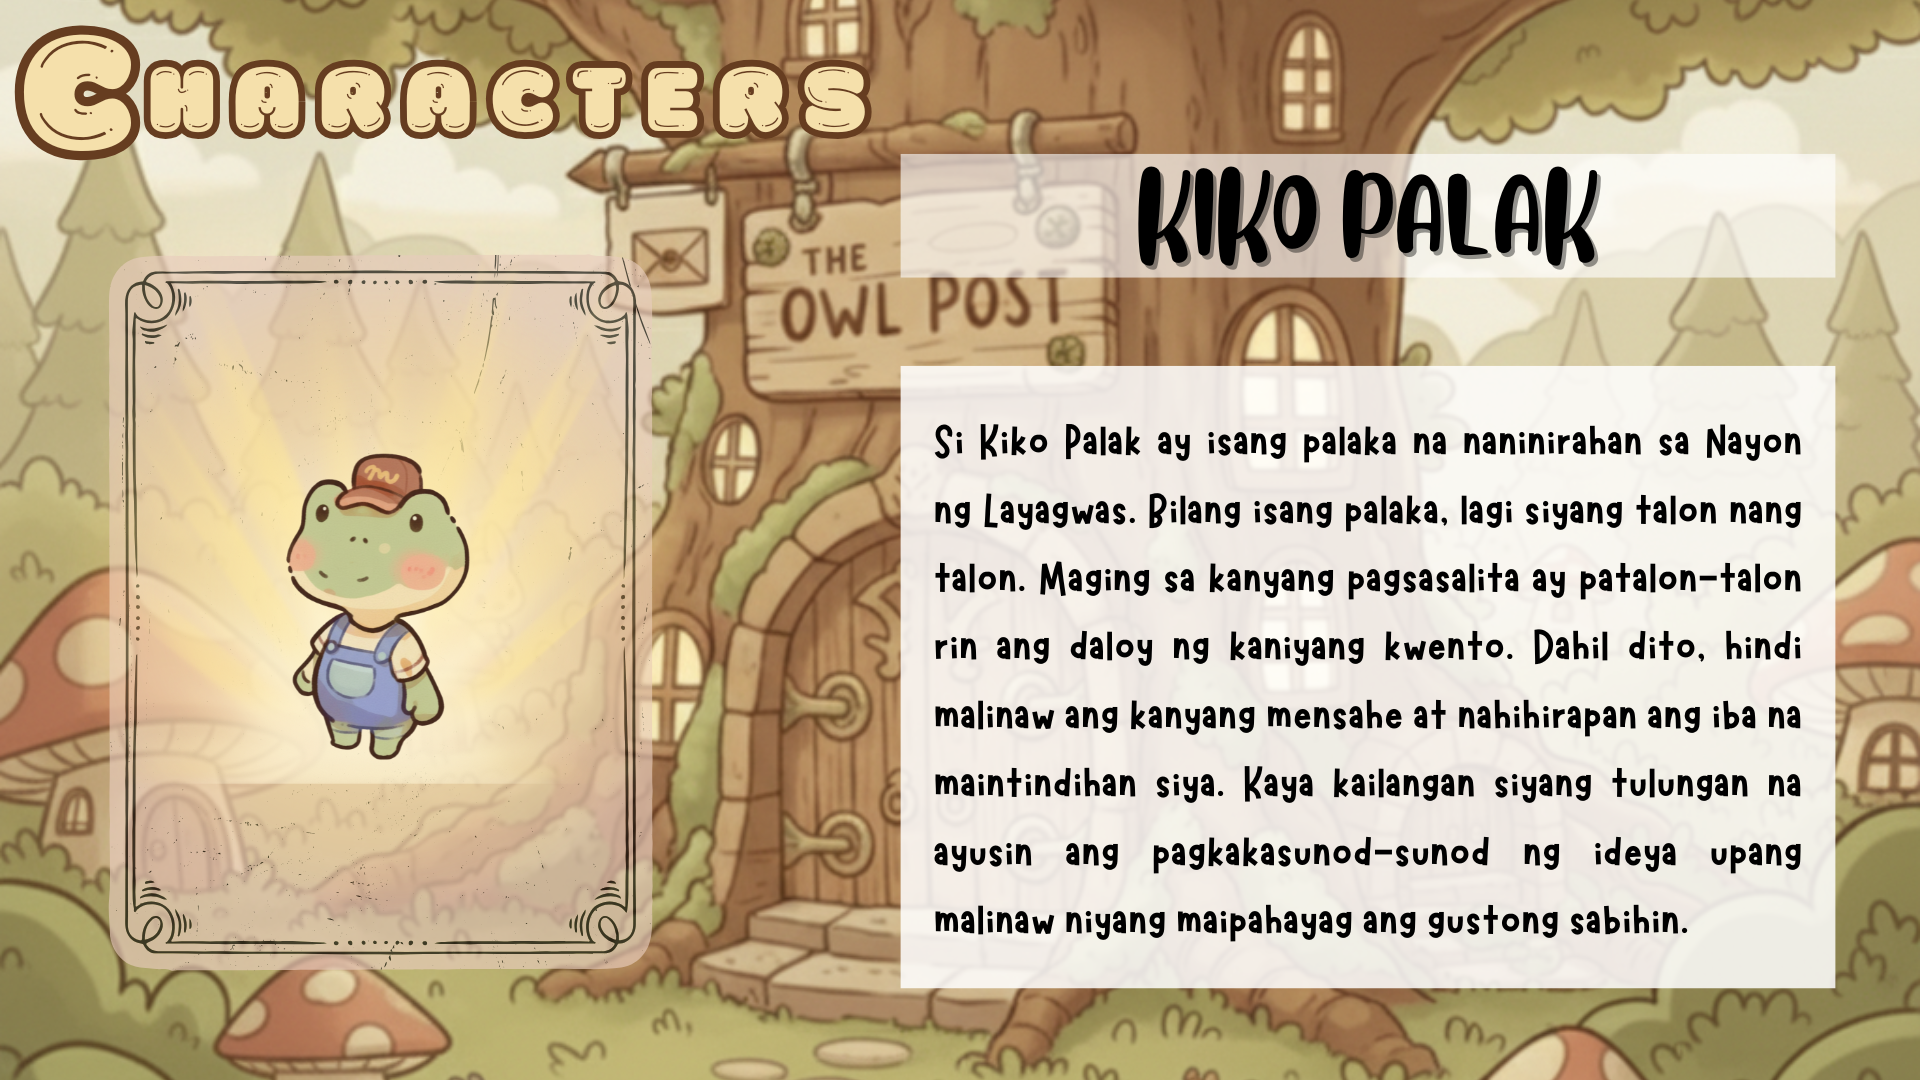 CHARACTERS
THE
OWL POST
KIKO PALAK
Si Kiko Palak ay isang palaka na naninirahan sa Nayon
ng Layagwas. Bilang isang palaka, lagi siyang talon nang
talon. Maging sa kanyang pagsasalita ay patalon-talon
rin ang daloy ng kaniyang kwento. Dahil dito, hindi
malinaw ang kanyang mensahe at nahihirapan ang iba na
maintindihan siya. Kaya kailangan siyang tulungan na
ayusin ang pagkakasunod-sunod ng ideya upang
malinaw niyang maipahayag ang gustong sabihin.